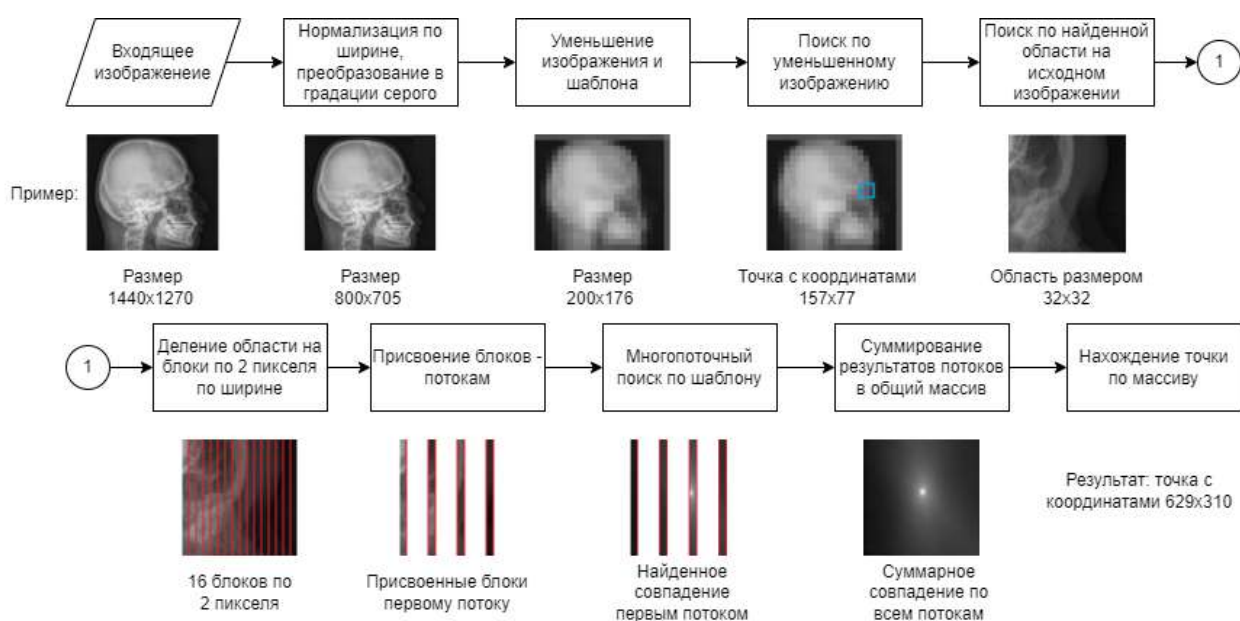 Входящее
изображенеие
Нормализация по
ширине,
преобразование в
градации серого
Уменьшение
изображения и
шаблона
Поиск по
уменьшенному
изображению
Поиск по найденной
области на
исходном
изображении
1
Пример:
Размер
1440x1270
Размер
800x705
Размер
200x176
Точка с координатами
157x77
Область размером
32x32
1
Деление области на
блоки по 2 пикселя
по ширине
Присвоение блоков -
потокам
Многопоточный
поиск по шаблону
Суммирование
результатов потоков
в общий массив
Нахождение точки
по массиву
16 блоков по
2 пикселя
Присвоенные блоки
первому потоку
Найденное
совпадение
первым потоком
Суммарное
совпадение по
всем потокам
Результат: точка с
координатами 629x310